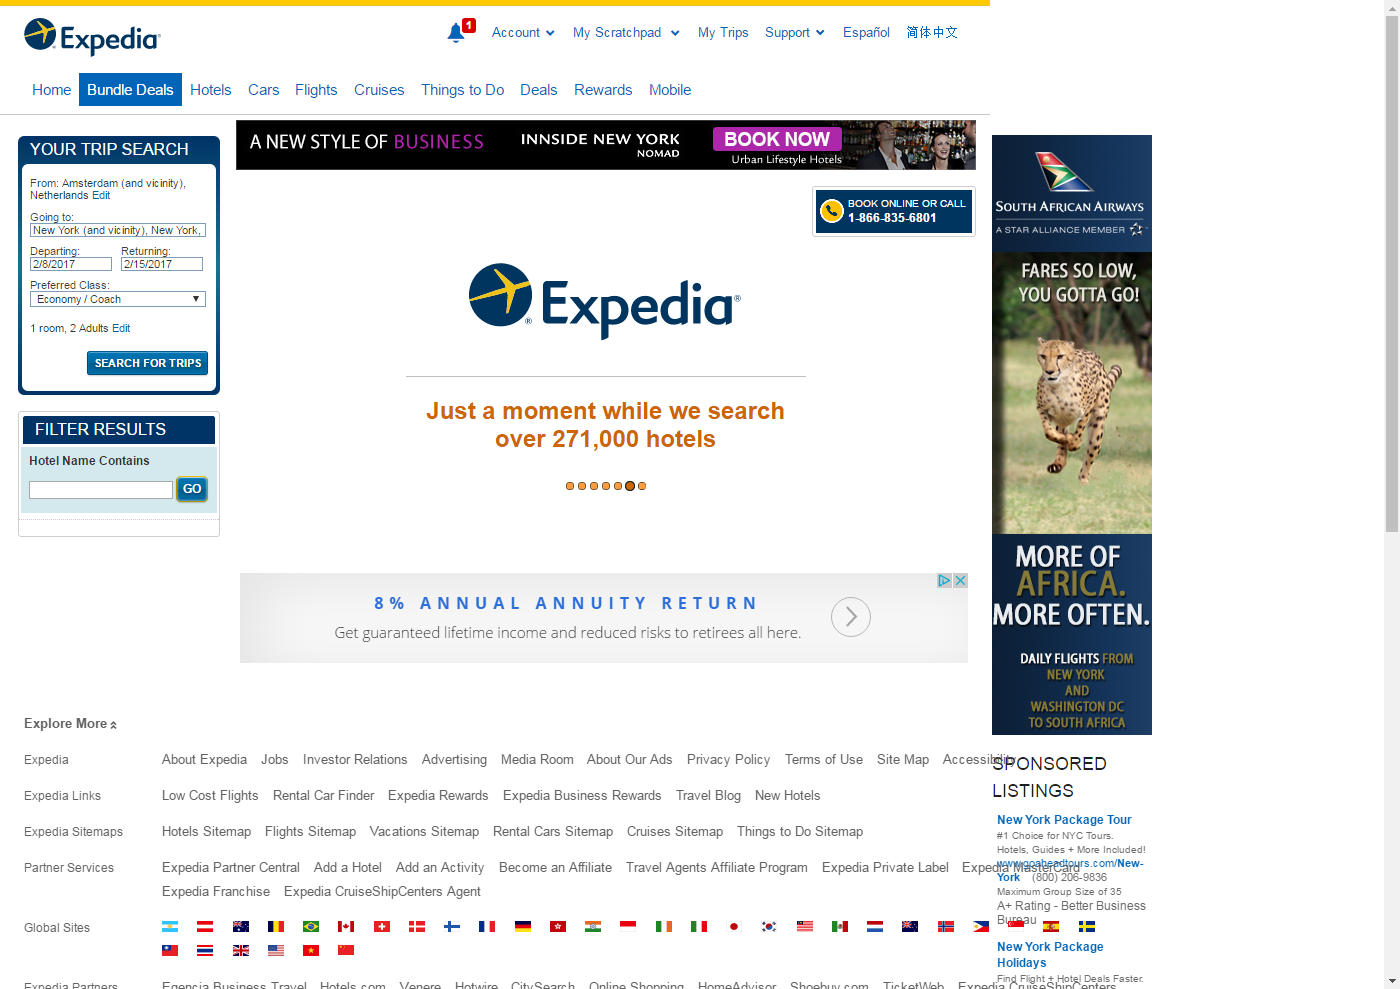 Expedia
1
Account
My Scratchpad
My Trips
Support
Español
简体中文
Home
Bundle Deals
Hotels
Cars
Flights
Cruises
Things to Do
Deals
Rewards
Mobile
YOUR TRIP SEARCH
From: Amsterdam (and vicinity),
Netherlands Edit
Going to:
New York (and vicinity), New York,
Departing: Returning:
2/8/2017 2/15/2017
Preferred Class:
Economy / Coach
1 room, 2 Adults Edit
SEARCH FOR TRIPS
FILTER RESULTS
Hotel Name Contains
GO
A NEW STYLE OF BUSINESS
INNSIDE NEW YORK
NOMAD
BOOK NOW
Urban Lifestyle Hotels
BOOK ONLINE OR CALL
1-866-835-6801
Expedia®
Just a moment while we search
over 271,000 hotels
8% ANNUAL ANNUITY RETURN
Get guaranteed lifetime income and reduced risks to retirees all here.
SOUTH AFRICAN AIRWAYS
A STAR ALLIANCE MEMBER
FARES SO LOW,
YOU GOTTA GO!
MORE OF
AFRICA.
MORE OFTEN.
DAILY FLIGHTS FROM
NEW YORK
AND
WASHINGTON DC
TO SOUTH AFRICA
SPONSORED
LISTINGS
New York Package Tour
#1 Choice for NYC Tours.
Hotels, Guides + More Included!
www.goaheadtours.com/New-
York (800) 206-9836
Maximum Group Size of 35
A+ Rating - Better Business
Bureau
New York Package
Holidays
Find Flight + Hotel Deals Faster.
Explore More
Expedia About Expedia Jobs Investor Relations Advertising Media Room About Our Ads Privacy Policy Terms of Use Site Map Accessibility
Expedia Links Low Cost Flights Rental Car Finder Expedia Rewards Expedia Business Rewards Travel Blog New Hotels
Expedia Sitemaps Hotels Sitemap Flights Sitemap Vacations Sitemap Rental Cars Sitemap Cruises Sitemap Things to Do Sitemap
Partner Services Expedia Partner Central Add a Hotel Add an Activity Become an Affiliate Travel Agents Affiliate Program Expedia Private Label Expedia MasterCard
Expedia Franchise Expedia CruiseShipCenters Agent
Global Sites
Expedia Partners Egencia Business Travel Hotels.com Venere Hotwire CitySearch Online Shopping HomeAdvisor Shoebuy.com TicketWeb Expedia CruiseShipCenters